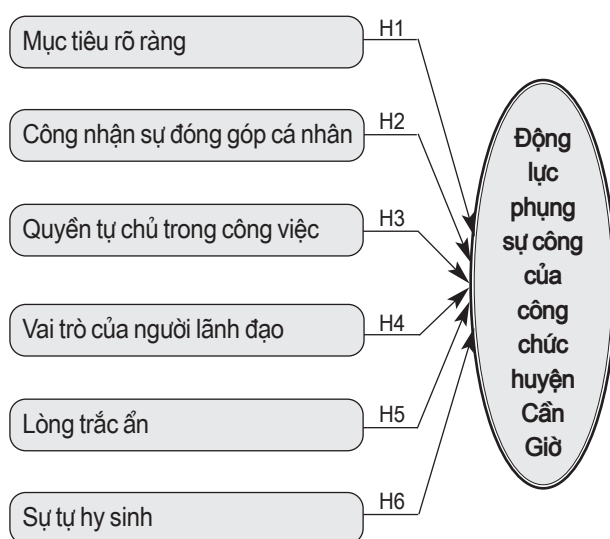 Mục tiêu rõ ràng
H1
Công nhận sự đóng góp cá nhân
H2
Quyền tự chủ trong công việc
H3
Vai trò của người lãnh đạo
H4
Lòng trắc ẩn
H5
Sự tự hy sinh
H6
Động
lực
phụng
sự công
của
công
chức
huyện
Cần
Giờ